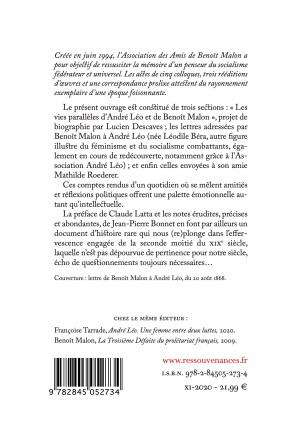 Créée en juin 1994, l'Association des Amis de Benoît Malon a
pour objectif de ressusciter la mémoire d'un penseur du socialisme
fédérateur et universel. Les actes de cinq colloques, trois rééditions
d'œuvres et une correspondance prolixe attestent du rayonnement
exemplaire d'une époque foisonnante.
Le présent ouvrage est constitué de trois sections : « Les
vies parallèles d'André Léo et de Benoît Malon », projet de
biographie par Lucien Descaves ; les lettres adressées par
Benoît Malon à André Léo (née Léodile Béra, autre figure
illustre du féminisme et du socialisme combattants, égale-
ment en cours de redécouverte, notamment grâce à l'As-
sociation André Léo) ; et enfin celles envoyées à son amie
Mathilde Roederer.
Ces comptes rendus d'un quotidien où se mêlent amitiés
et réflexions politiques offrent une palette émotionnelle au-
tant qu'intellectuelle.
La préface de Claude Latta et les notes érudites, précises
et abondantes, de Jean-Pierre Bonnet en font par ailleurs un
document d'histoire rare qui nous (re)plonge dans l'effer-
vescence engagée de la seconde moitié du XIXe siècle,
laquelle n'est pas dépourvue de pertinence pour notre siècle,
écho de questionnements toujours nécessaires…
Couverture : lettre de Benoît Malon à André Léo, du 20 août 1868.
CHEZ LE MÊME ÉDITEUR :
Françoise Tarrade, André Léo. Une femme entre deux luttes, 2020.
Benoît Malon, La Troisième Défaite du prolétariat français, 2009.
www.ressouvenances.fr
I.S.B.N. 978-2-84505-273-4
XI-2020 - 21,99 €
9 782845 052734